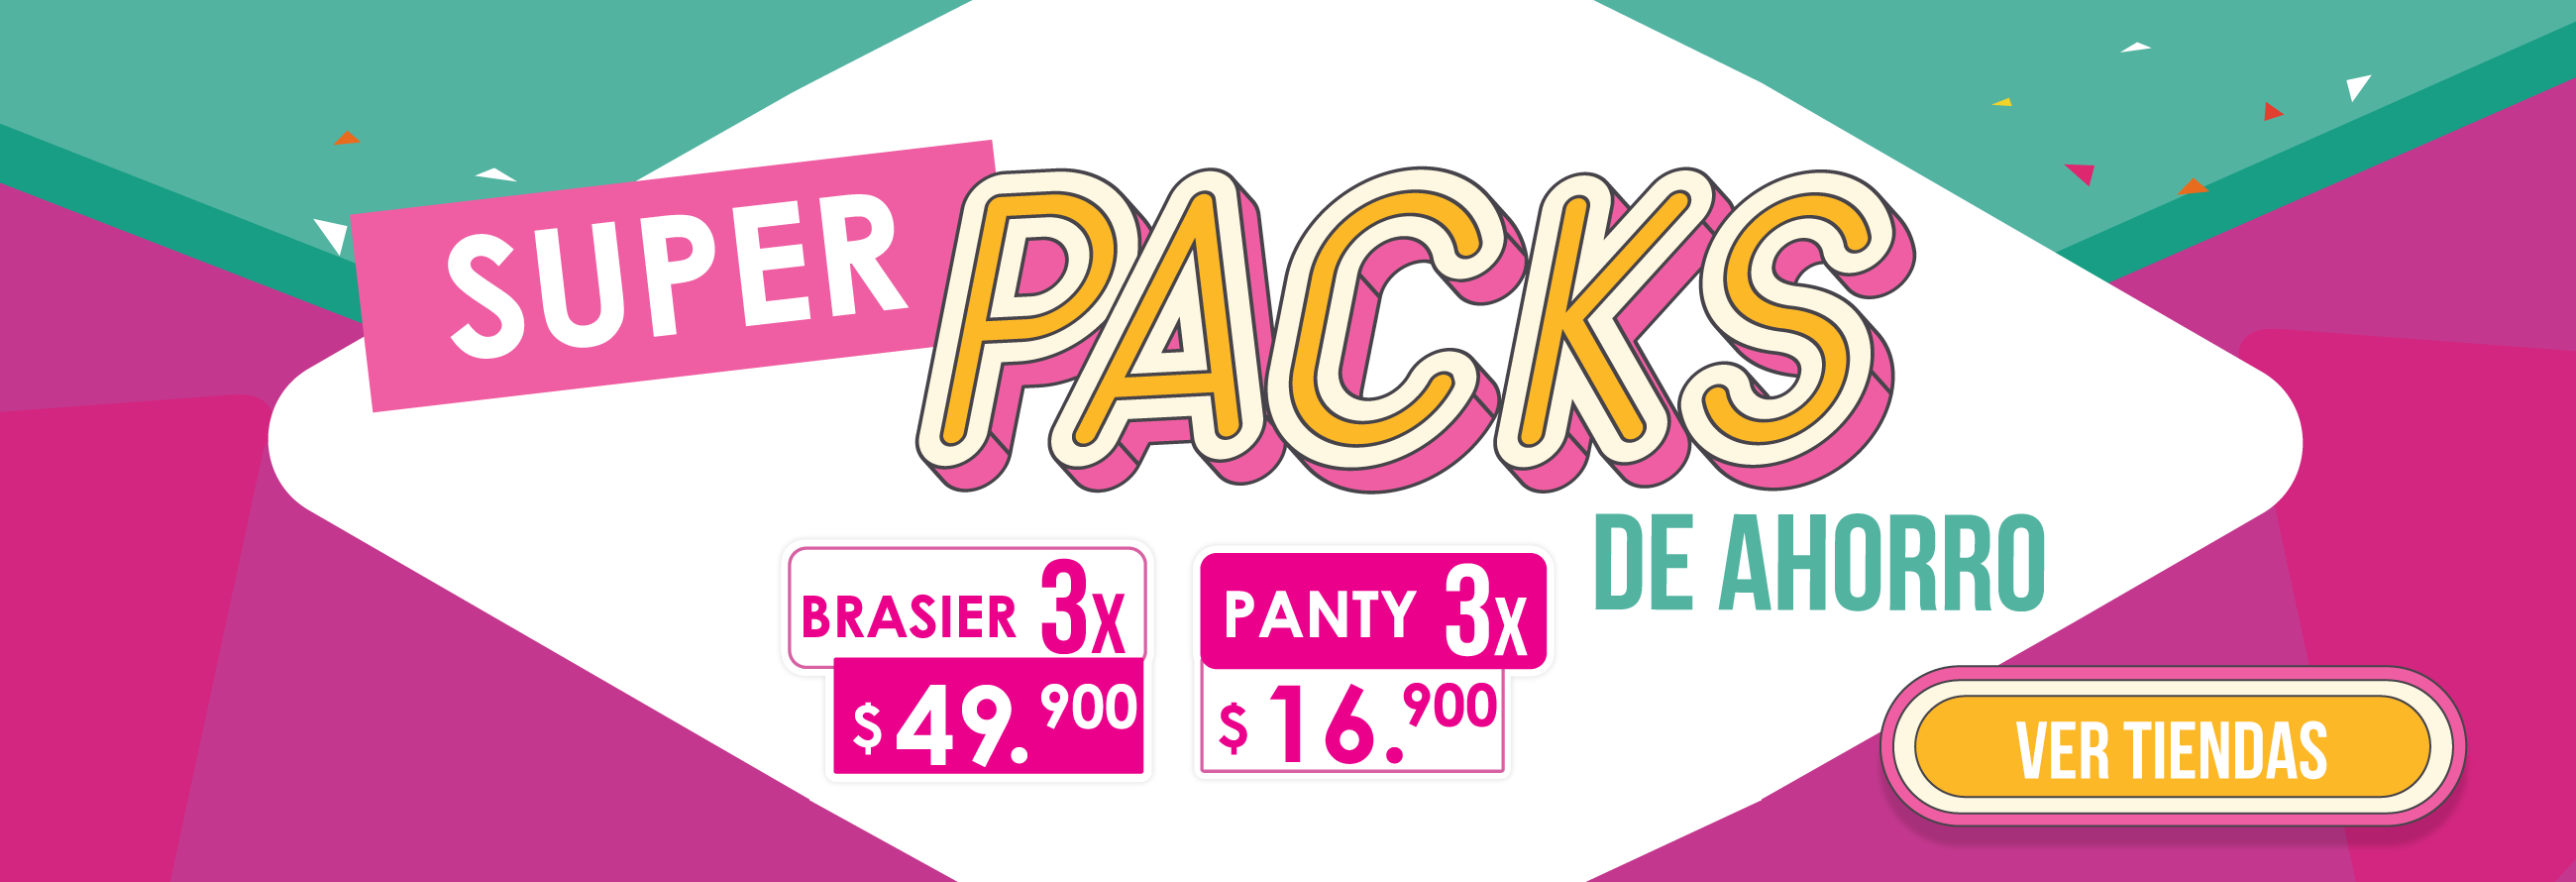 SUPER PACKS
DE AHORRO
BRASIER 3X
$49.900
PANTY 3X
$16.900
VER TIENDAS